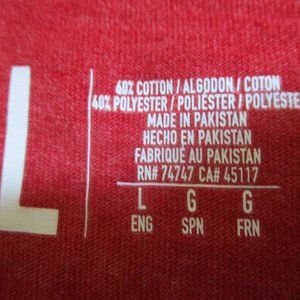 L
60% COTTON / ALGODON / COTON
40% POLYESTER / POLIÉSTER / POLYESTE
MADE IN PAKISTAN
HECHO EN PAKISTAN
FABRIQUÉ AU PAKISTAN
RN# 74747 CA# 45117
L G G
ENG SPN FRN